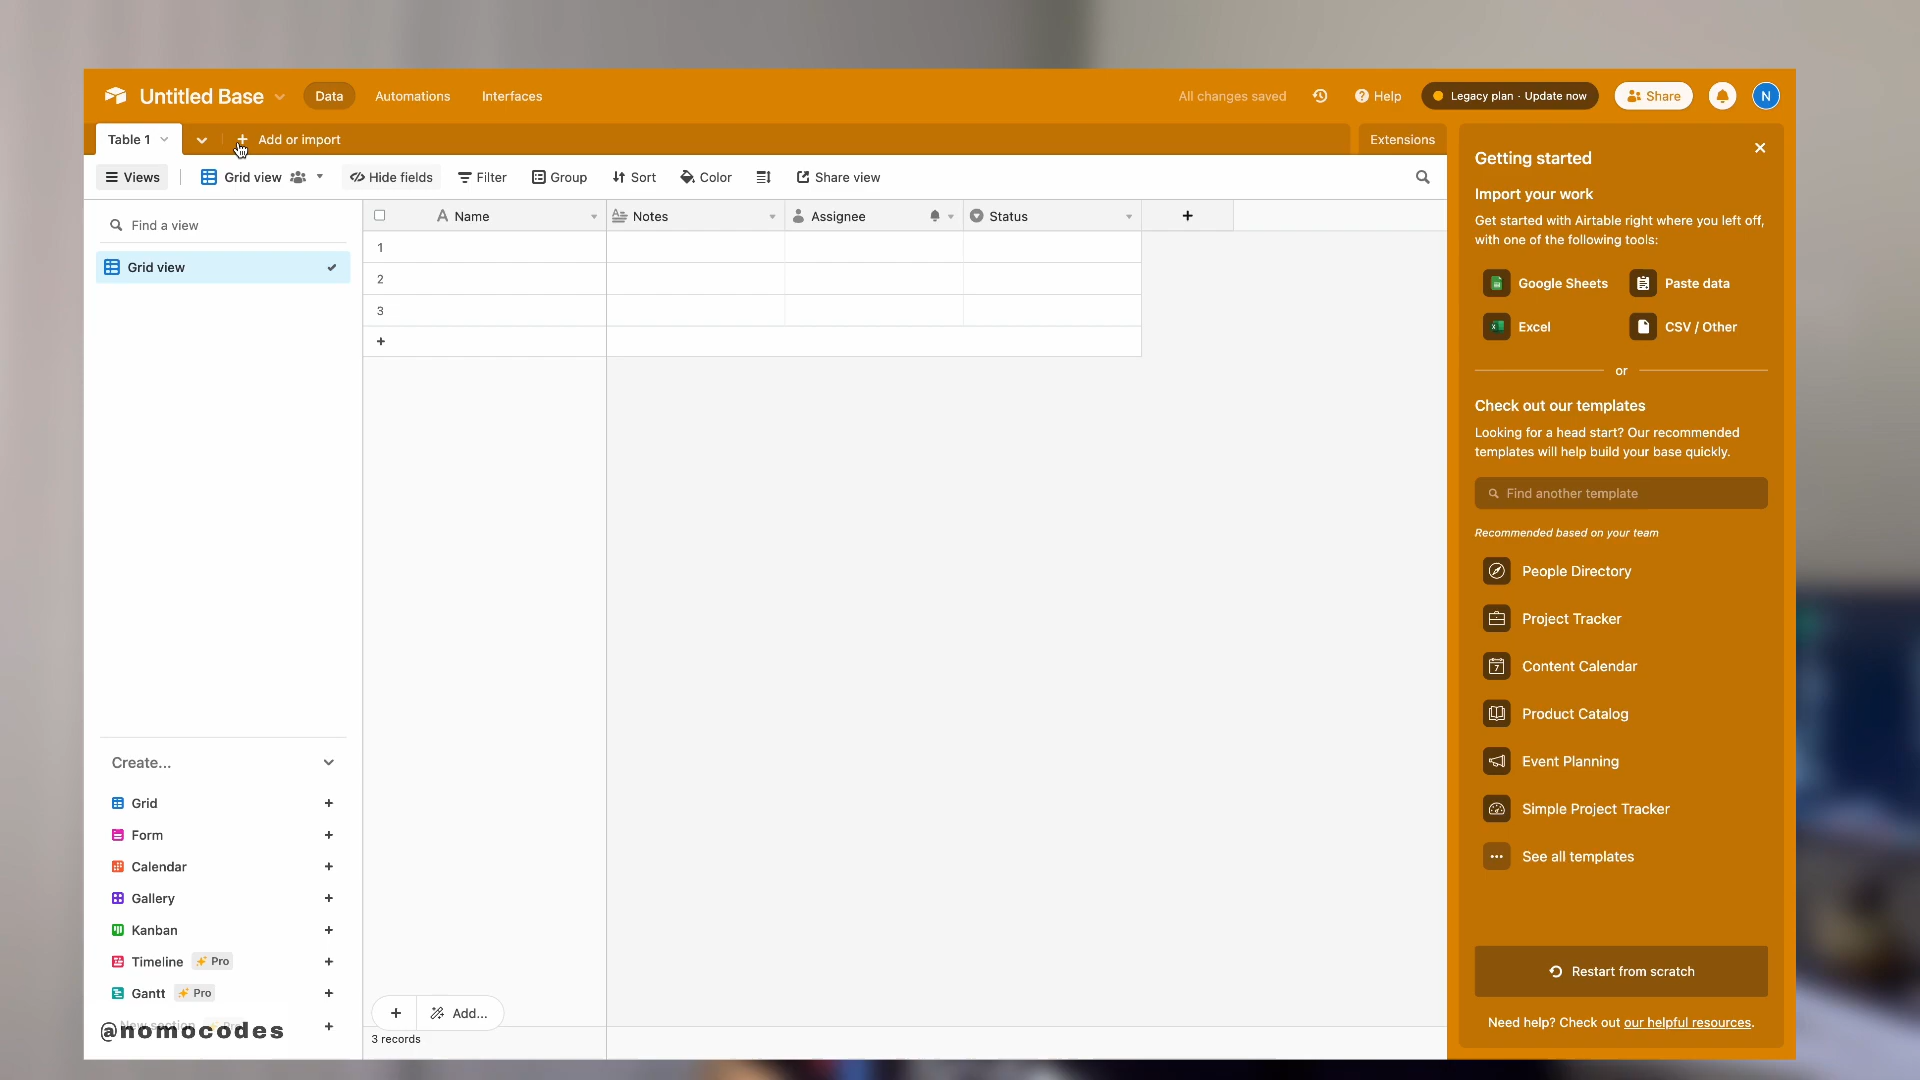 Untitled Base
Data
Automations
Interfaces
All changes saved
Help
Legacy plan · Update now
Share
N
Table 1
Add or import
Extensions
Views
Grid view
Hide fields
Filter
Group
Sort
Color
Share view
Find a view
Grid view
Name
Notes
Assignee
Status
1
2
3
Create...
Grid
Form
Calendar
Gallery
Kanban
Timeline Pro
Gantt Pro
New section Pro
@nomocodes
Add...
3 records
Getting started
Import your work
Get started with Airtable right where you left off,
with one of the following tools:
Google Sheets
Paste data
Excel
CSV / Other
or
Check out our templates
Looking for a head start? Our recommended
templates will help build your base quickly.
Find another template
Recommended based on your team
People Directory
Project Tracker
Content Calendar
Product Catalog
Event Planning
Simple Project Tracker
See all templates
Restart from scratch
Need help? Check out our helpful resources.